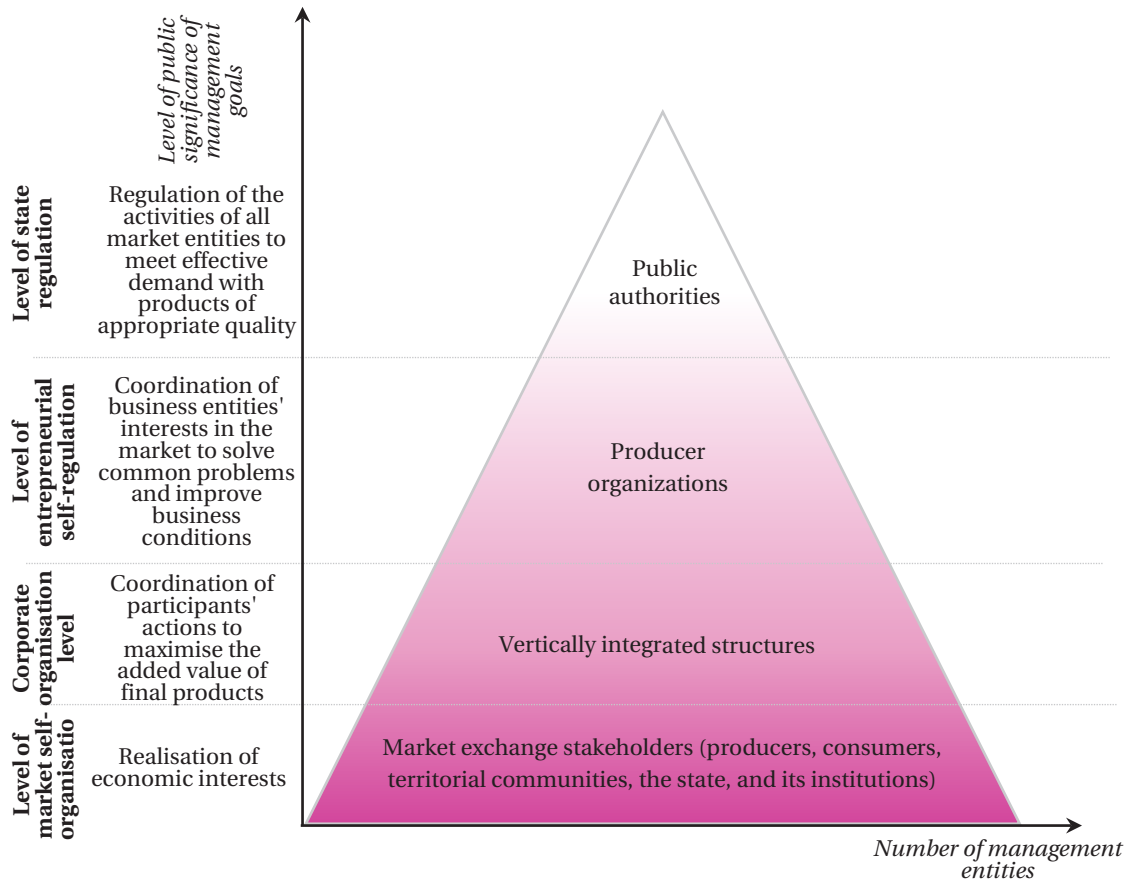 Level of public
significance of
management
goals
Level of state
regulation
Regulation of the
activities of all
market entities to
meet effective
demand with
products of
appropriate quality
Public
authorities
Level of
entrepreneurial
self-regulation
Coordination of
business entities'
interests in the
market to solve
common problems
and improve
business
conditions
Producer
organizations
Corporate
organisation
level
Coordination of
participants'
actions to
maximise the
added value of
final products
Vertically integrated structures
Level of
market self-
organisatio
Realisation of
economic interests
Market exchange stakeholders (producers, consumers,
territorial communities, the state, and its institutions)
Number of management
entities